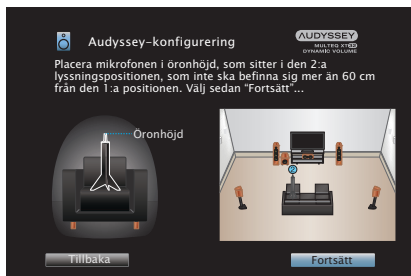 Audyssey-konfigurering
AUDYSSEY
MULTEQ XT32
DYNAMIC VOLUME
Placera mikrofonen i öronhöjd, som sitter i den 2:a
lyssningspositionen, som inte ska befinna sig mer än 60 cm
från den 1:a positionen. Välj sedan “Fortsätt”...
Öronhöjd
2
Tillbaka
Fortsätt